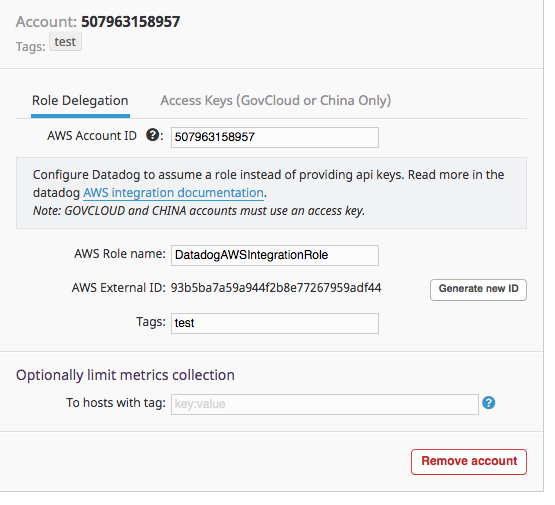 Account: 507963158957
Tags: test
Role Delegation Access Keys (GovCloud or China Only)
AWS Account ID ?: 507963158957
Configure Datadog to assume a role instead of providing api keys. Read more in the
datadog AWS integration documentation.
Note: GOVCLOUD and CHINA accounts must use an access key.
AWS Role name: DatadogAWSIntegrationRole
AWS External ID: 93b5ba7a59a944f2b8e77267959adf44 Generate new ID
Tags: test
Optionally limit metrics collection
To hosts with tag: key:value ?
Remove account